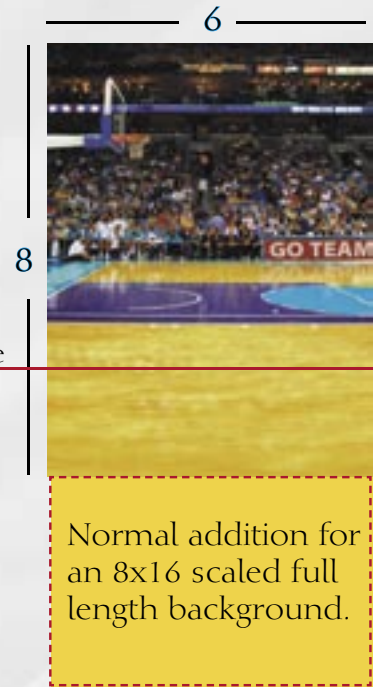 6
8
GO TEAM
e
Normal addition for
an 8x16 scaled full
length background.